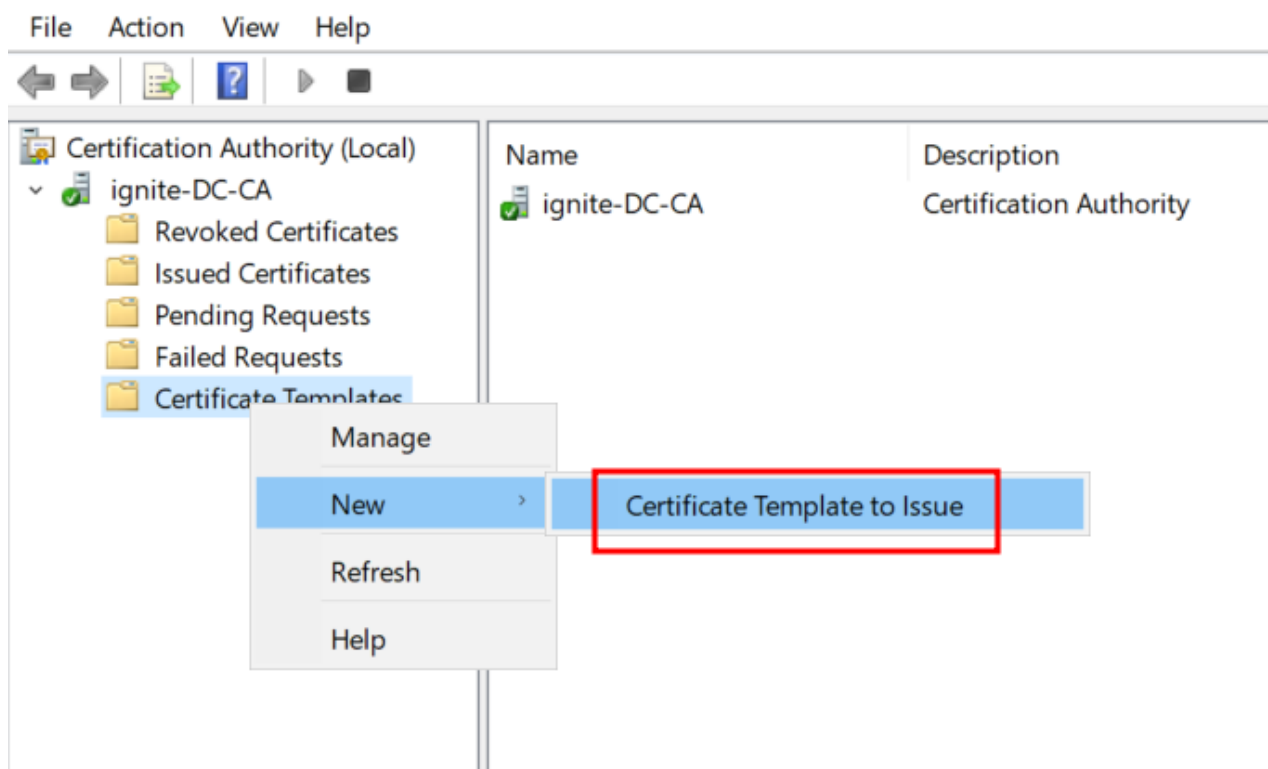 File Action View Help
Certification Authority (Local)
ignite-DC-CA
Revoked Certificates
Issued Certificates
Pending Requests
Failed Requests
Certificate Templates
Manage
New
Certificate Template to Issue
Refresh
Help
Name Description
ignite-DC-CA Certification Authority